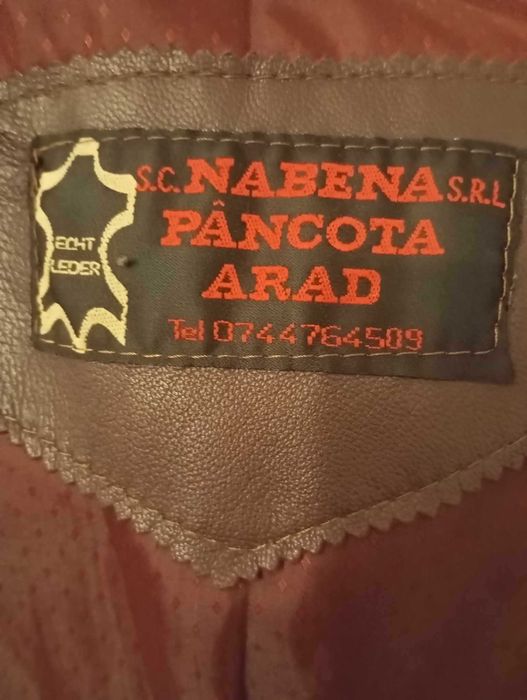 S.C. NABENA S.R.L
PÂNCOTA
ARAD
Tel 0744764509
ECHT
LEDER